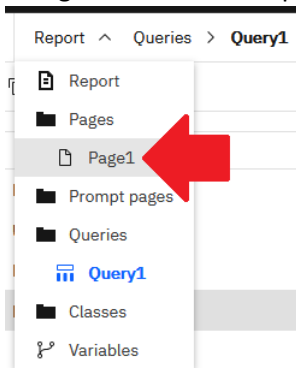 Report Queries > Query1
Report
Pages
Page1
Prompt pages
Queries
Query1
Classes
Variables